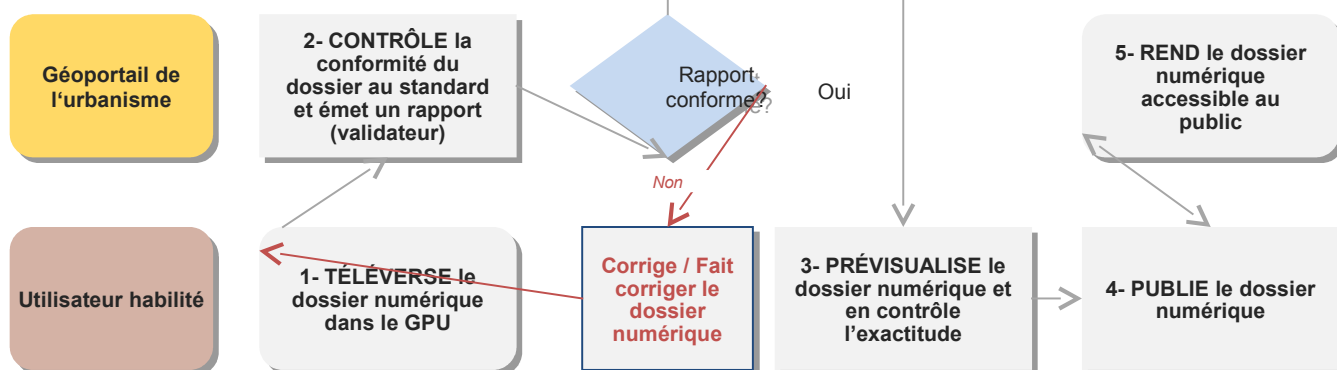 Géoportail de
l‘urbanisme
2- CONTRÔLE la
conformité du
dossier au standard
et émet un rapport
(validateur)
Rapport
conforme?
Oui
5- REND le dossier
numérique
accessible au
public
Non
Utilisateur habilité
1- TÉLÉVERSE le
dossier numérique
dans le GPU
Corrige / Fait
corriger le
dossier
numérique
3- PRÉVISUALISE le
dossier numérique et
en contrôle
l’exactitude
4- PUBLIE le dossier
numérique